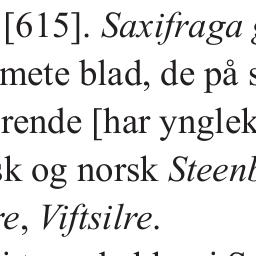 [615]. Saxifraga
mete blad, de på s
rende [har ynglek
sk og norsk Steenb
re, Viftsilre.